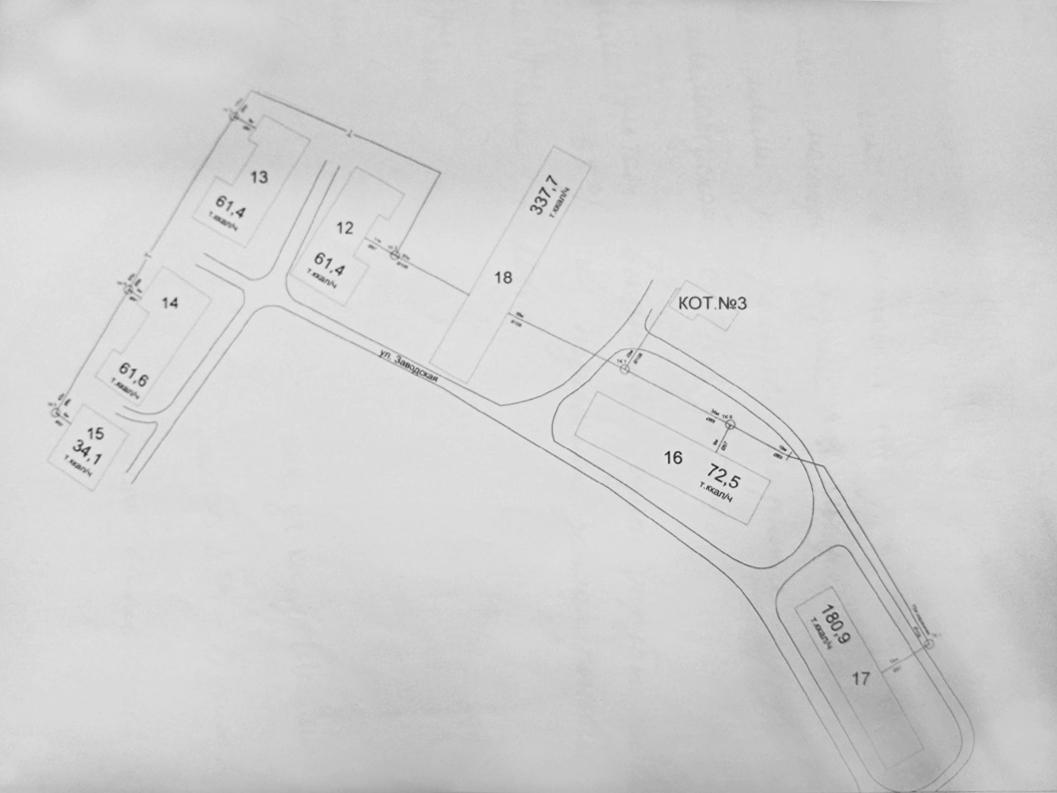 13
61,4
т.ккал/ч
12
61,4
т.ккал/ч
337,7
т.ккал/ч
18
14
61,6
т.ккал/ч
15
34,1
т.ккал/ч
КОТ.№3
ул. Заводская
16
72,5
т.ккал/ч
180,9
т.ккал/ч
17